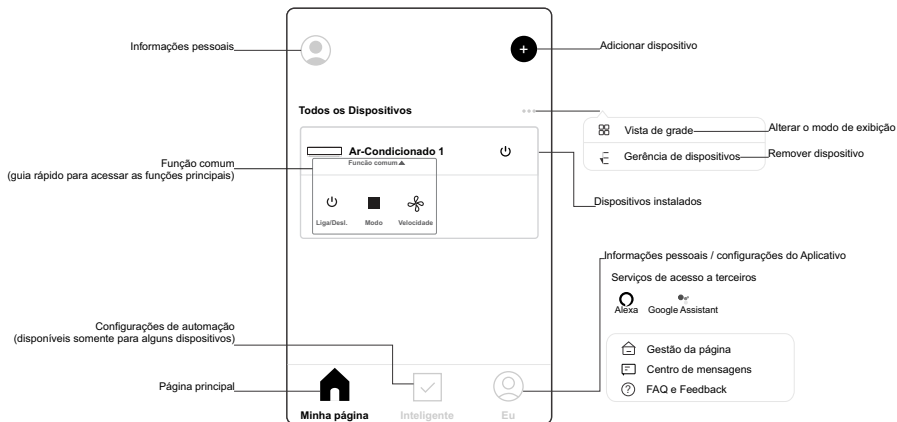 Informações pessoais
Adicionar dispositivo
Todos os Dispositivos
Vista de grade
Alterar o modo de exibição
Gerência de dispositivos
Remover dispositivo
Ar-Condicionado 1
Função comum
(guia rápido para acessar as funções principais)
Funcão comum
Liga/Desl.
Modo
Velocidade
Dispositivos instalados
Informações pessoais / configurações do Aplicativo
Serviços de acesso a terceiros
Alexa
Google Assistant
Configurações de automação
(disponíveis somente para alguns dispositivos)
Gestão da página
Centro de mensagens
FAQ e Feedback
Página principal
Minha página
Inteligente
Eu